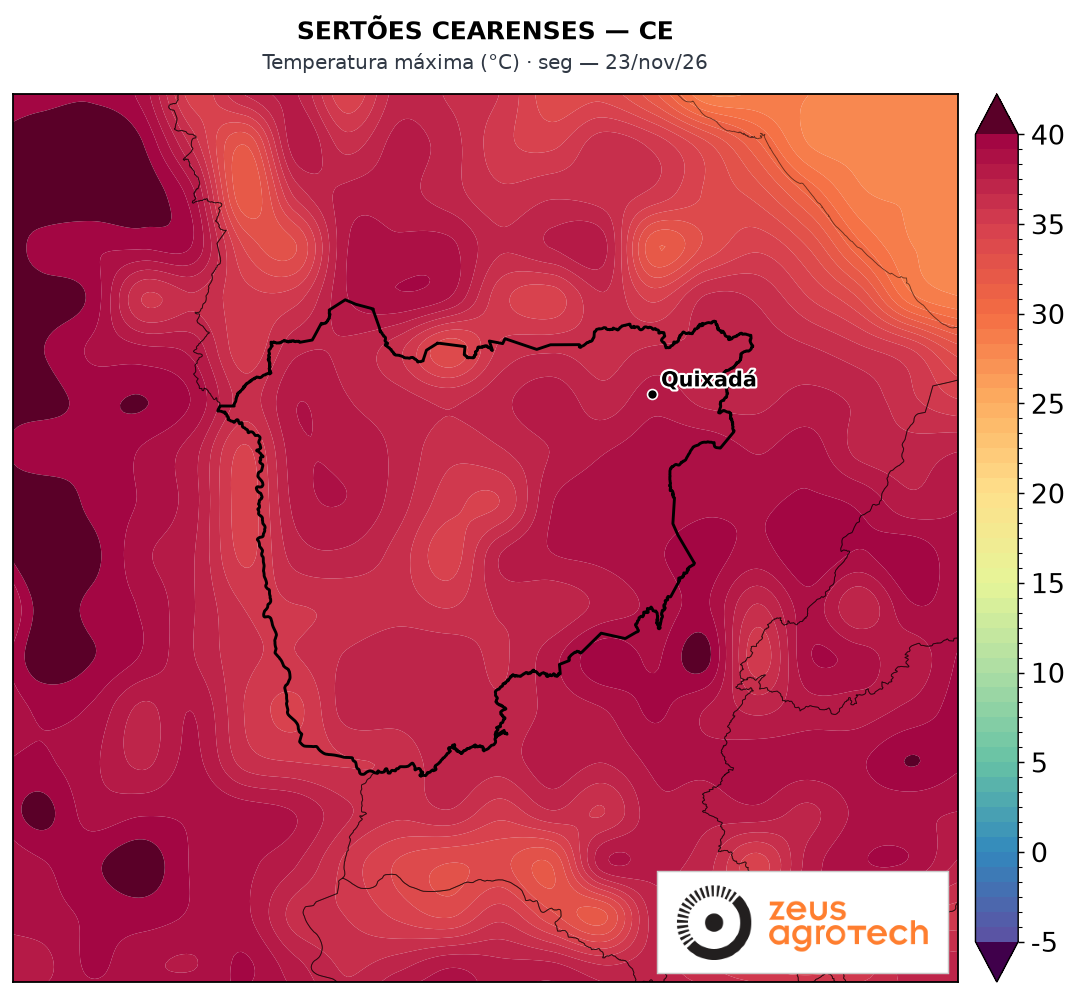 SERTÕES CEARENSES — CE
Temperatura máxima (°C) · seg — 23/nov/26
Quixadá
40
35
30
25
20
15
10
5
0
-5
zeus
agrotech